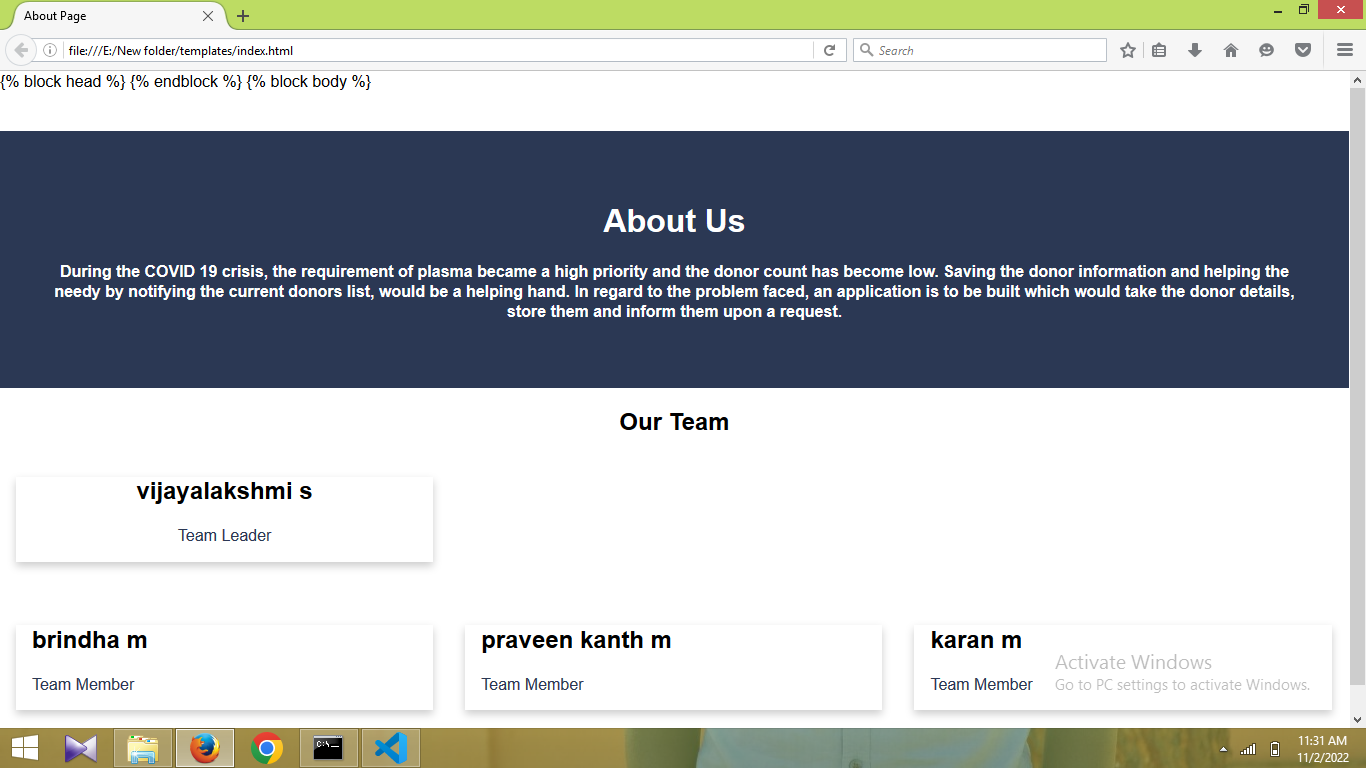 About Page
file:///E:/New folder/templates/index.html
Search
{% block head %} {% endblock %} {% block body %}
About Us
During the COVID 19 crisis, the requirement of plasma became a high priority and the donor count has become low. Saving the donor information and helping the
needy by notifying the current donors list, would be a helping hand. In regard to the problem faced, an application is to be built which would take the donor details,
store them and inform them upon a request.
Our Team
vijayalakshmi s
Team Leader
brindha m
Team Member
praveen kanth m
Team Member
karan m
Team Member
Activate Windows
Go to PC settings to activate Windows.
C:\
11:31 AM
11/2/2022